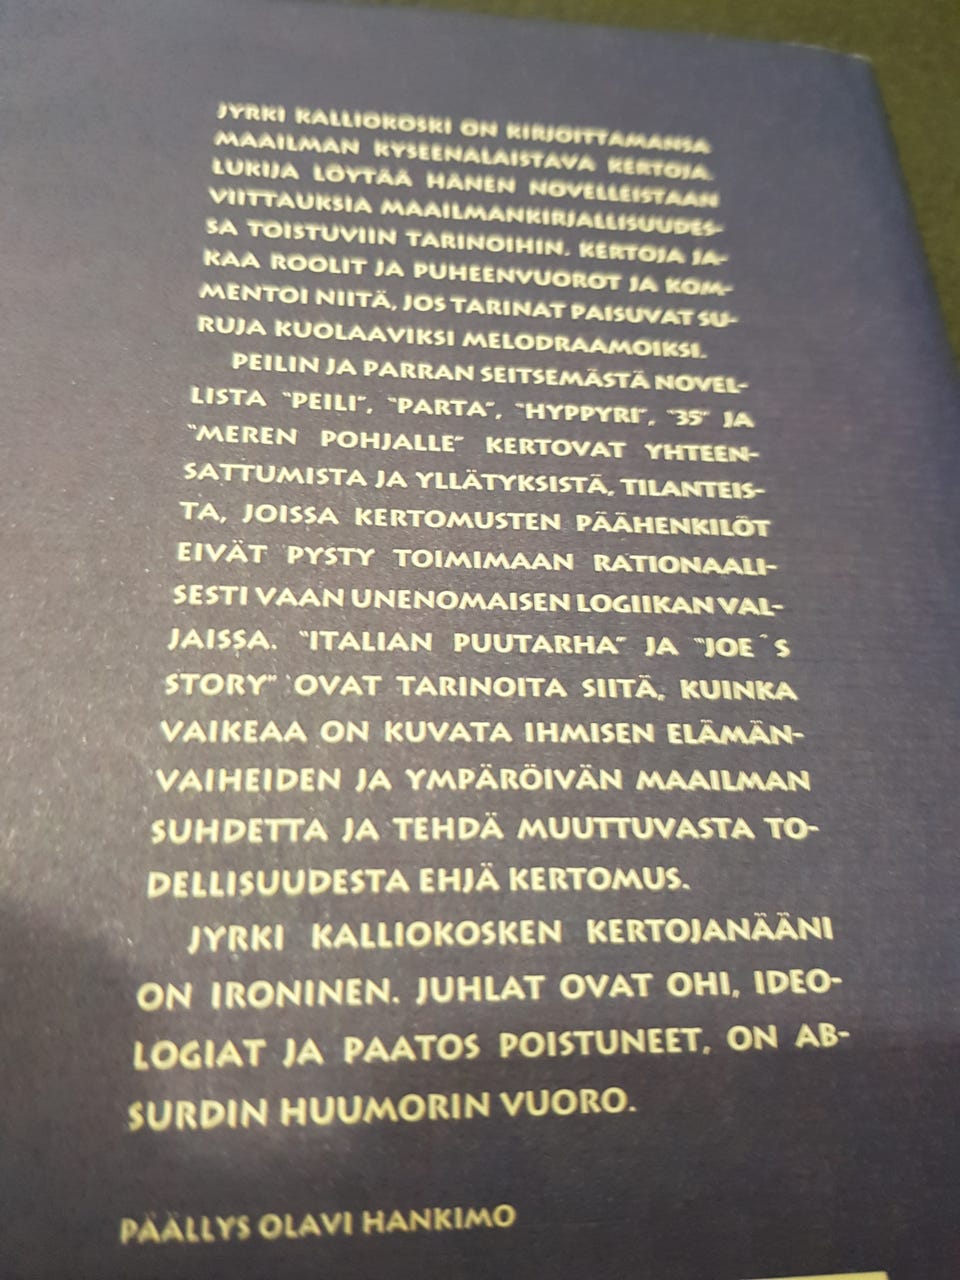 JYRKI KALLIOKOSKI ON KIRJOITTAMANSA
MAAILMAN KYSEENALAISTAVA KERTOJA.
LUKIJA LÖYTÄÄ HÄNEN NOVELLEISTAAN
VIITTAUKSIA MAAILMANKIRJALLISUUDES-
SA TOISTUVIIN TARINOIHIN. KERTOJA JA-
KAA ROOLIT JA PUHEENVUOROT JA KOM-
MENTOI NIITÄ, JOS TARINAT PAISUVAT SU-
RUJA KUOLAAVIKSI MELODRAAMOIKSI.
PEILIN JA PARRAN SEITSEMÄSTÄ NOVEL-
LISTA "PEILI", "PARTA", "HYPPYRI", "35" JA
"MEREN POHJALLE" KERTOVAT YHTEEN-
SATTUMISTA JA YLLÄTYKSISTÄ, TILANTEIS-
TA, JOISSA KERTOMUSTEN PÄÄHENKILÖT
EIVÄT PYSTY TOIMIMAAN RATIONAALI-
SESTI VAAN UNENOMAISEN LOGIIKAN VAL-
JAISSA. "ITALIAN PUUTARHA" JA "JOE´S
STORY" OVAT TARINOITA SIITÄ, KUINKA
VAIKEAA ON KUVATA IHMISEN ELÄMÄN-
VAIHEIDEN JA YMPÄRÖIVÄN MAAILMAN
SUHDETTA JA TEHDÄ MUUTTUVASTA TO-
DELLISUUDESTA EHJÄ KERTOMUS.
JYRKI KALLIOKOSKEN KERTOJANÄÄNI
ON IRONINEN. JUHLAT OVAT OHI, IDEO-
LOGIAT JA PAATOS POISTUNEET, ON AB-
SURDIN HUUMORIN VUORO.
PÄÄLLYS OLAVI HANKIMO